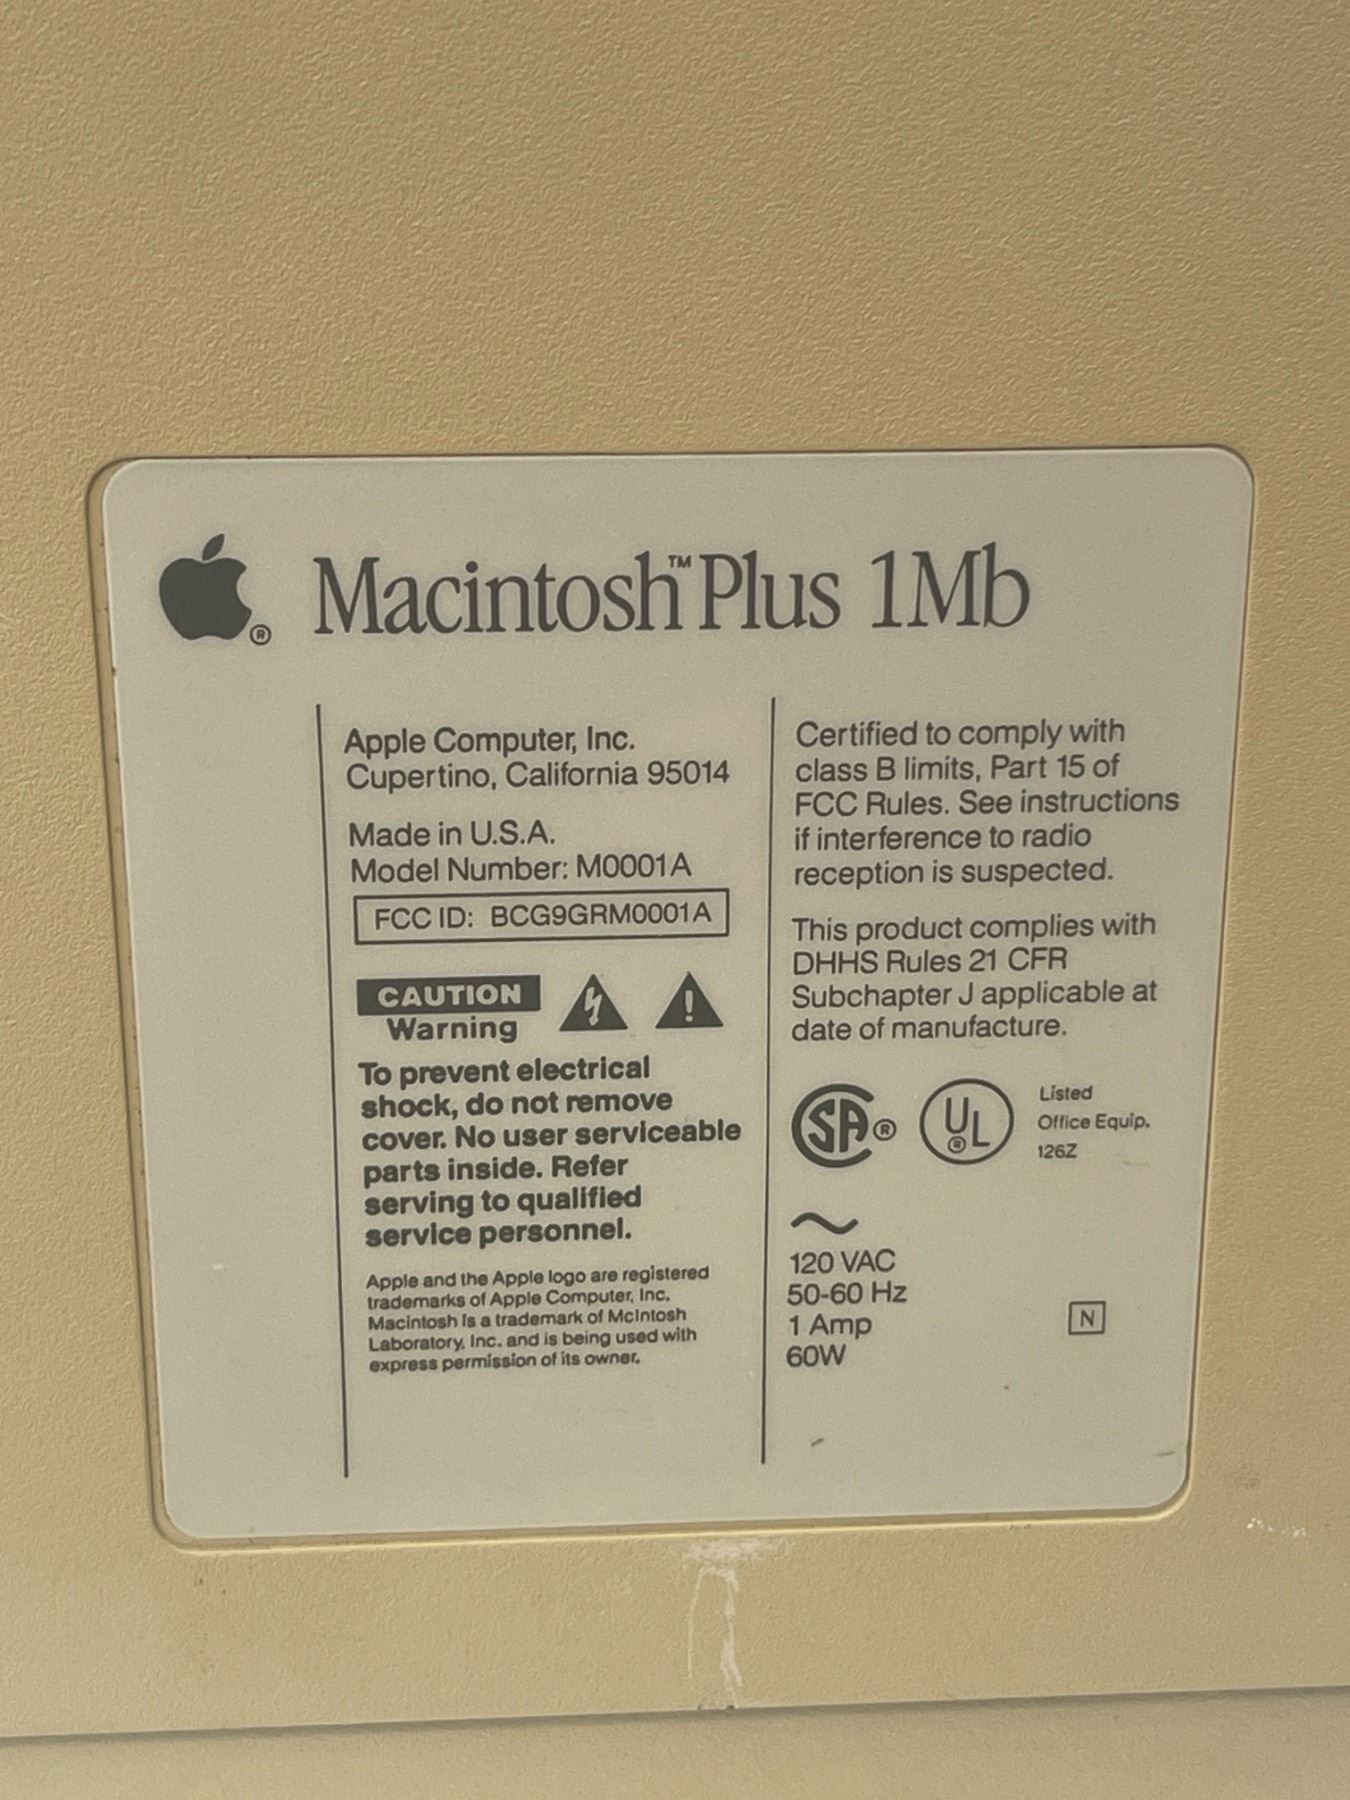 Macintosh™ Plus 1Mb
Apple Computer, Inc.
Cupertino, California 95014
Made in U.S.A.
Model Number: M0001A
FCC ID: BCG9GRM0001A
CAUTION
Warning
To prevent electrical
shock, do not remove
cover. No user serviceable
parts inside. Refer
serving to qualified
service personnel.
Apple and the Apple logo are registered
trademarks of Apple Computer, Inc.
Macintosh is a trademark of McIntosh
Laboratory, Inc. and is being used with
express permission of its owner.
Certified to comply with
class B limits, Part 15 of
FCC Rules. See instructions
if interference to radio
reception is suspected.
This product complies with
DHHS Rules 21 CFR
Subchapter J applicable at
date of manufacture.
SA®
UL®
Listed
Office Equip.
126Z
120 VAC
50-60 Hz
1 Amp
60W
N